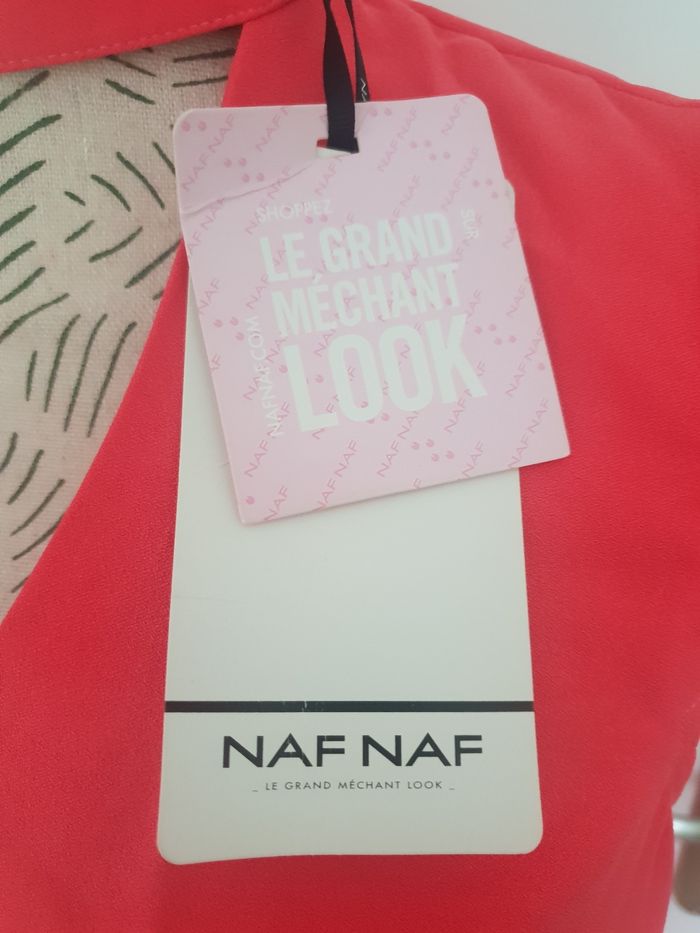 SHOPPEZ
LE GRAND
MÉCHANT
LOOK
SUR
NAFNAF.COM
NAF NAF
_ LE GRAND MÉCHANT LOOK _